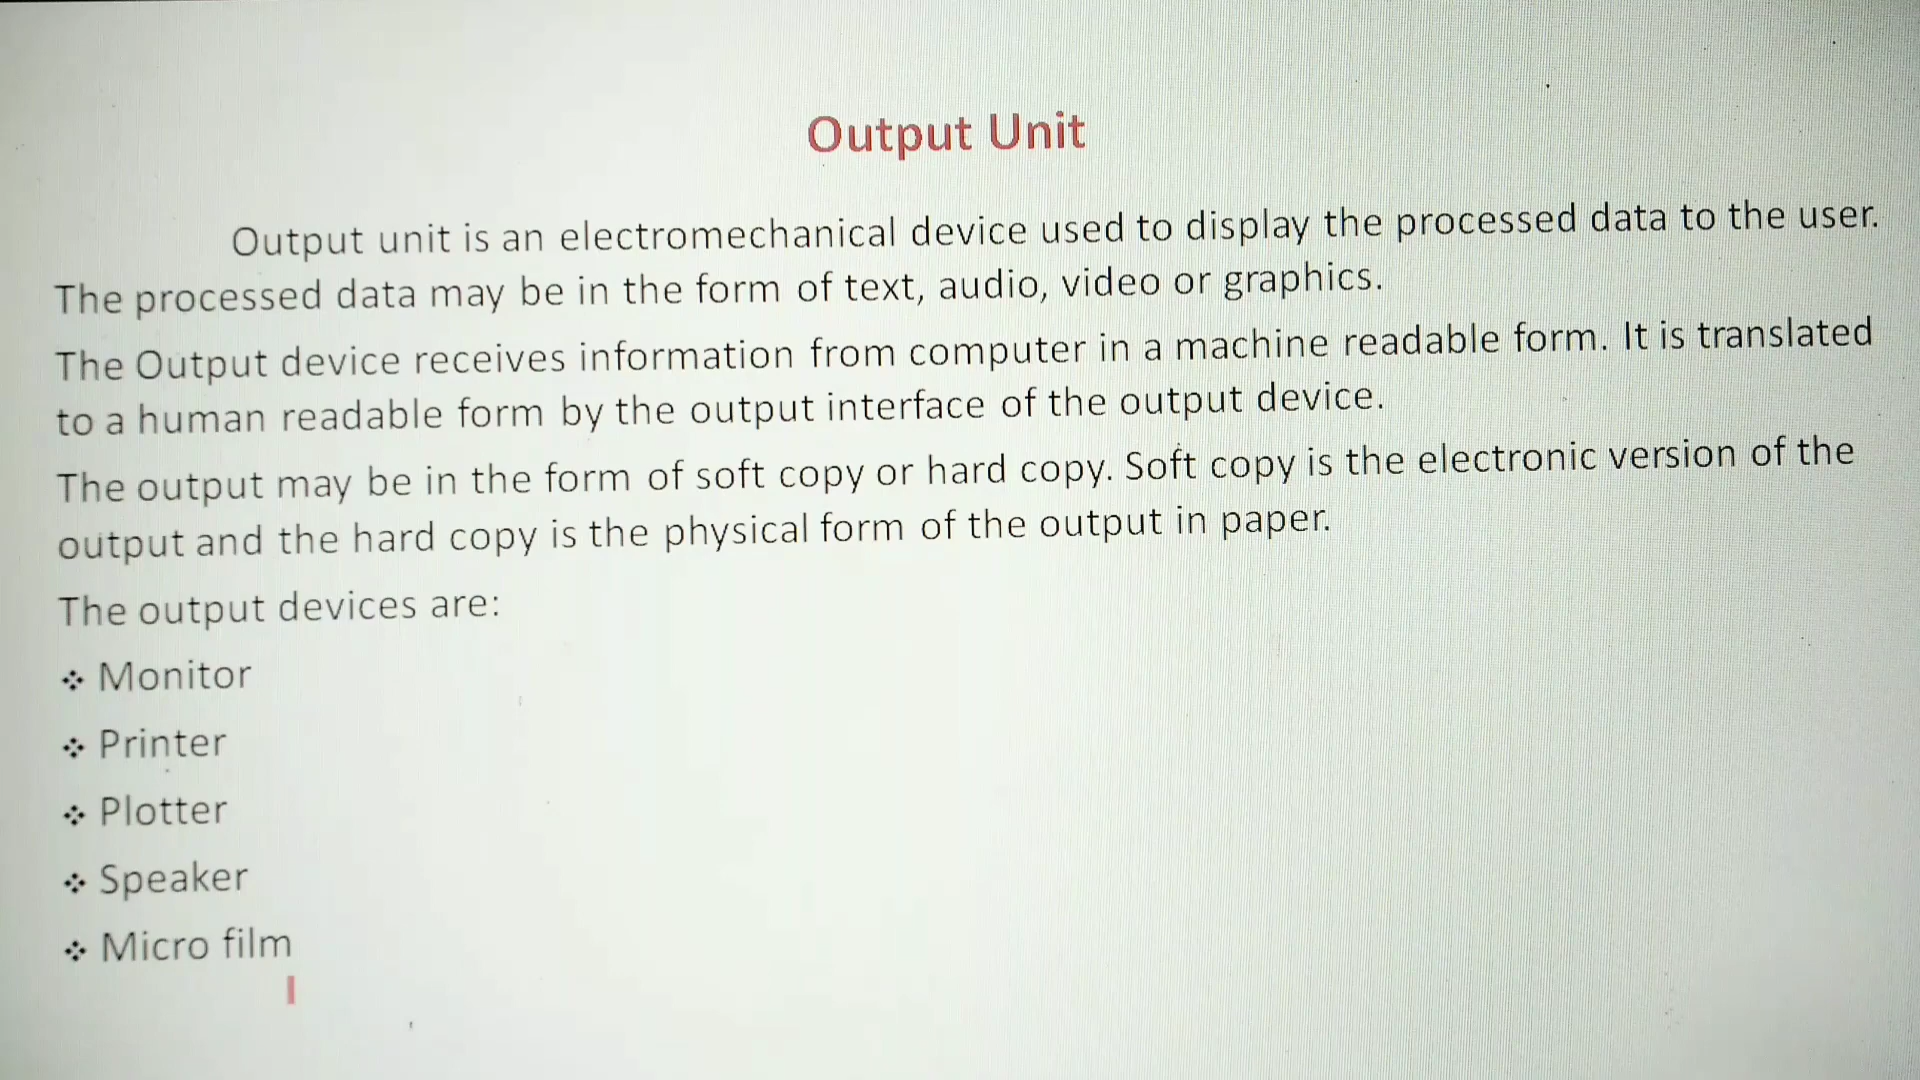 Output Unit
Output unit is an electromechanical device used to display the processed data to the user.
The processed data may be in the form of text, audio, video or graphics.
The Output device receives information from computer in a machine readable form. It is translated
to a human readable form by the output interface of the output device.
The output may be in the form of soft copy or hard copy. Soft copy is the electronic version of the
output and the hard copy is the physical form of the output in paper.
The output devices are:
❖ Monitor
❖ Printer
❖ Plotter
❖ Speaker
❖ Micro film